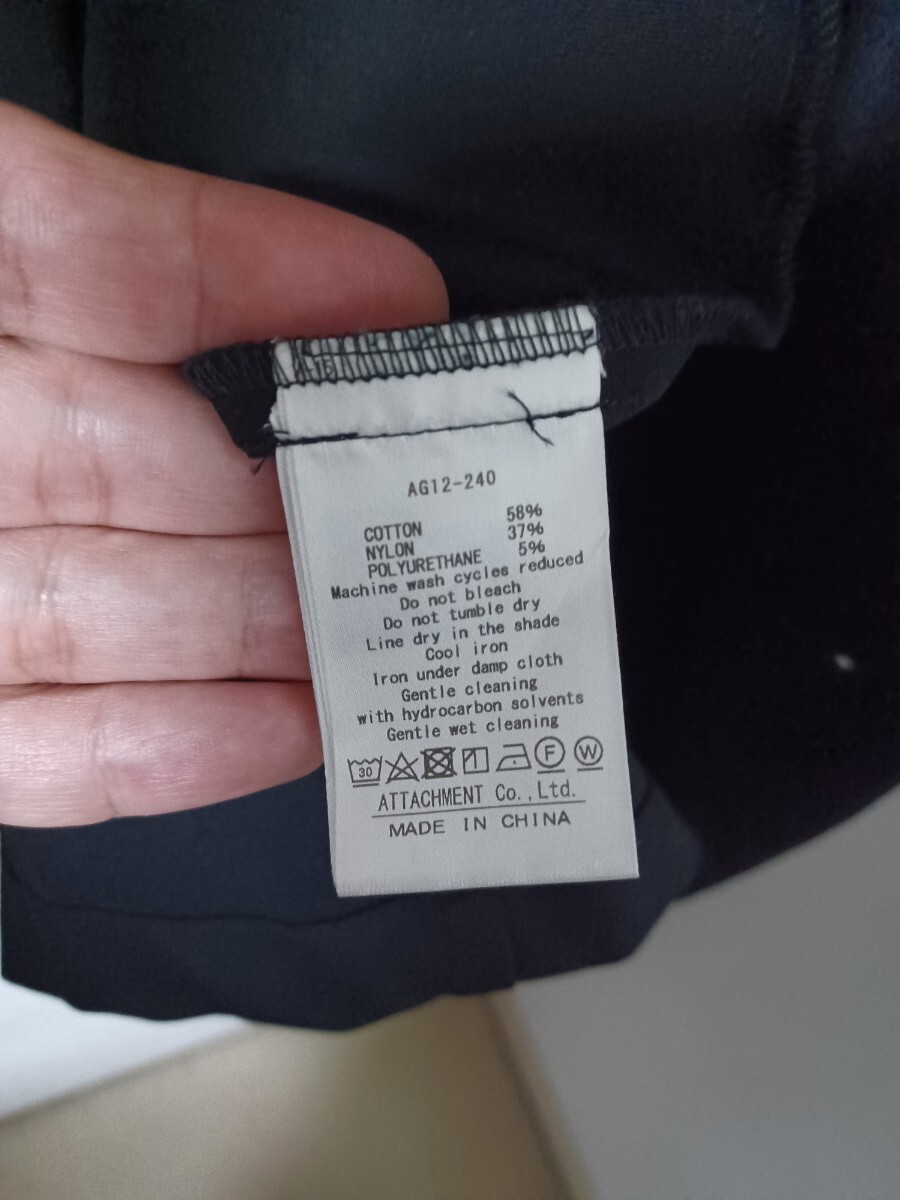 AG12-240
COTTON 58%
NYLON 37%
POLYURETHANE 5%
Machine wash cycles reduced
Do not bleach
Do not tumble dry
Line dry in the shade
Cool iron
Iron under damp cloth
Gentle cleaning
with hydrocarbon solvents
Gentle wet cleaning
30 F W
ATTACHMENT Co.,Ltd.
MADE IN CHINA